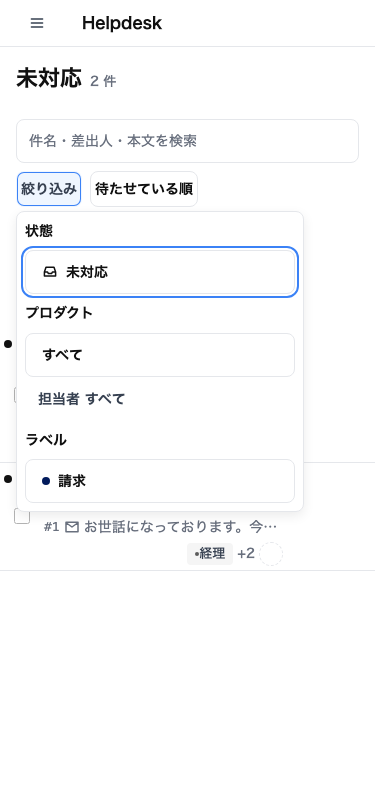 Helpdesk
未対応 2 件
件名・差出人・本文を検索
絞り込み 待たせている順
状態
未対応
プロダクト
すべて
担当者 すべて
ラベル
請求
#1 お世話になっております。今…
•経理 +2